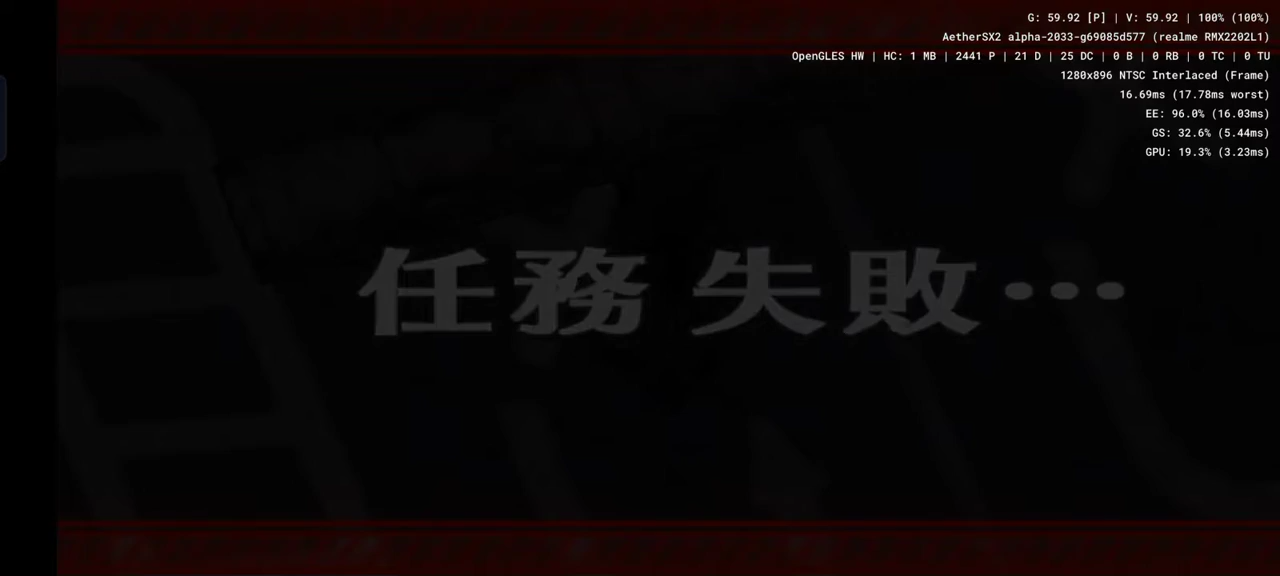 G: 59.92 [P] | V: 59.92 | 100% (100%)
AetherSX2 alpha-2033-g69085d577 (realme RMX2202L1)
OpenGLES HW | HC: 1 MB | 2441 P | 21 D | 25 DC | 0 B | 0 RB | 0 TC | 0 TU
1280x896 NTSC Interlaced (Frame)
16.69ms (17.78ms worst)
EE: 96.0% (16.03ms)
GS: 32.6% (5.44ms)
GPU: 19.3% (3.23ms)
任務 失敗…